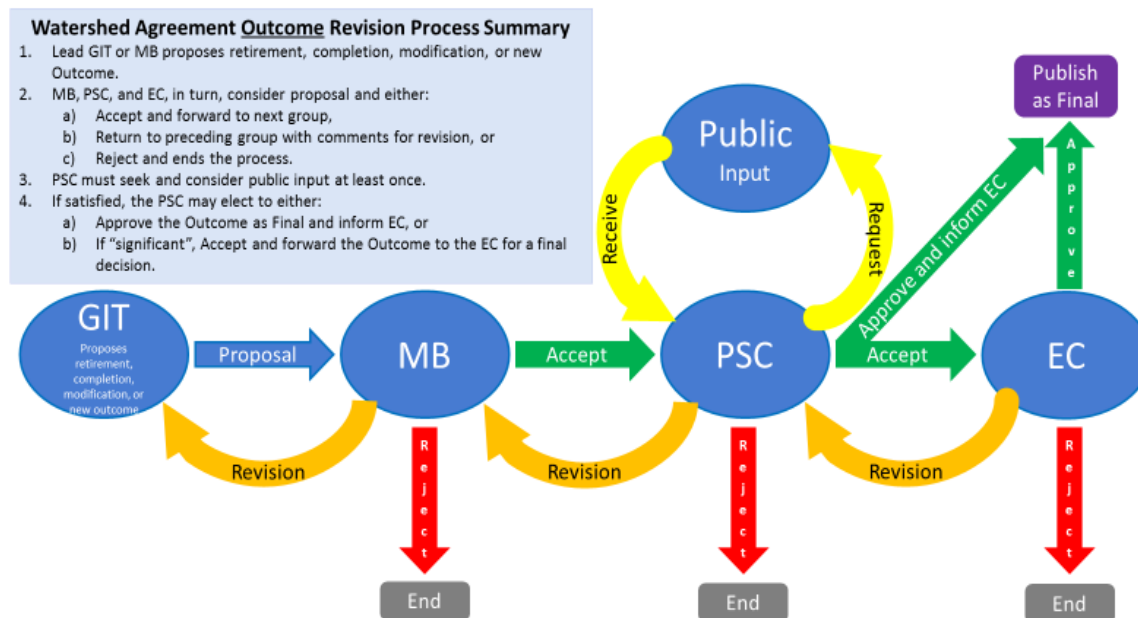 Watershed Agreement Outcome Revision Process Summary
1. Lead GIT or MB proposes retirement, completion, modification, or new
Outcome.
2. MB, PSC, and EC, in turn, consider proposal and either:
a) Accept and forward to next group,
b) Return to preceding group with comments for revision, or
c) Reject and ends the process.
3. PSC must seek and consider public input at least once.
4. If satisfied, the PSC may elect to either:
a) Approve the Outcome as Final and inform EC, or
b) If “significant”, Accept and forward the Outcome to the EC for a final
decision.
Publish
as Final
Public
Input
Receive
Request
Approve and inform EC
Approve
GIT
Proposes
retirement,
completion,
modification, or
new outcome
Proposal
MB
Accept
PSC
Accept
EC
Revision
Revision
Revision
Reject
Reject
Reject
End
End
End